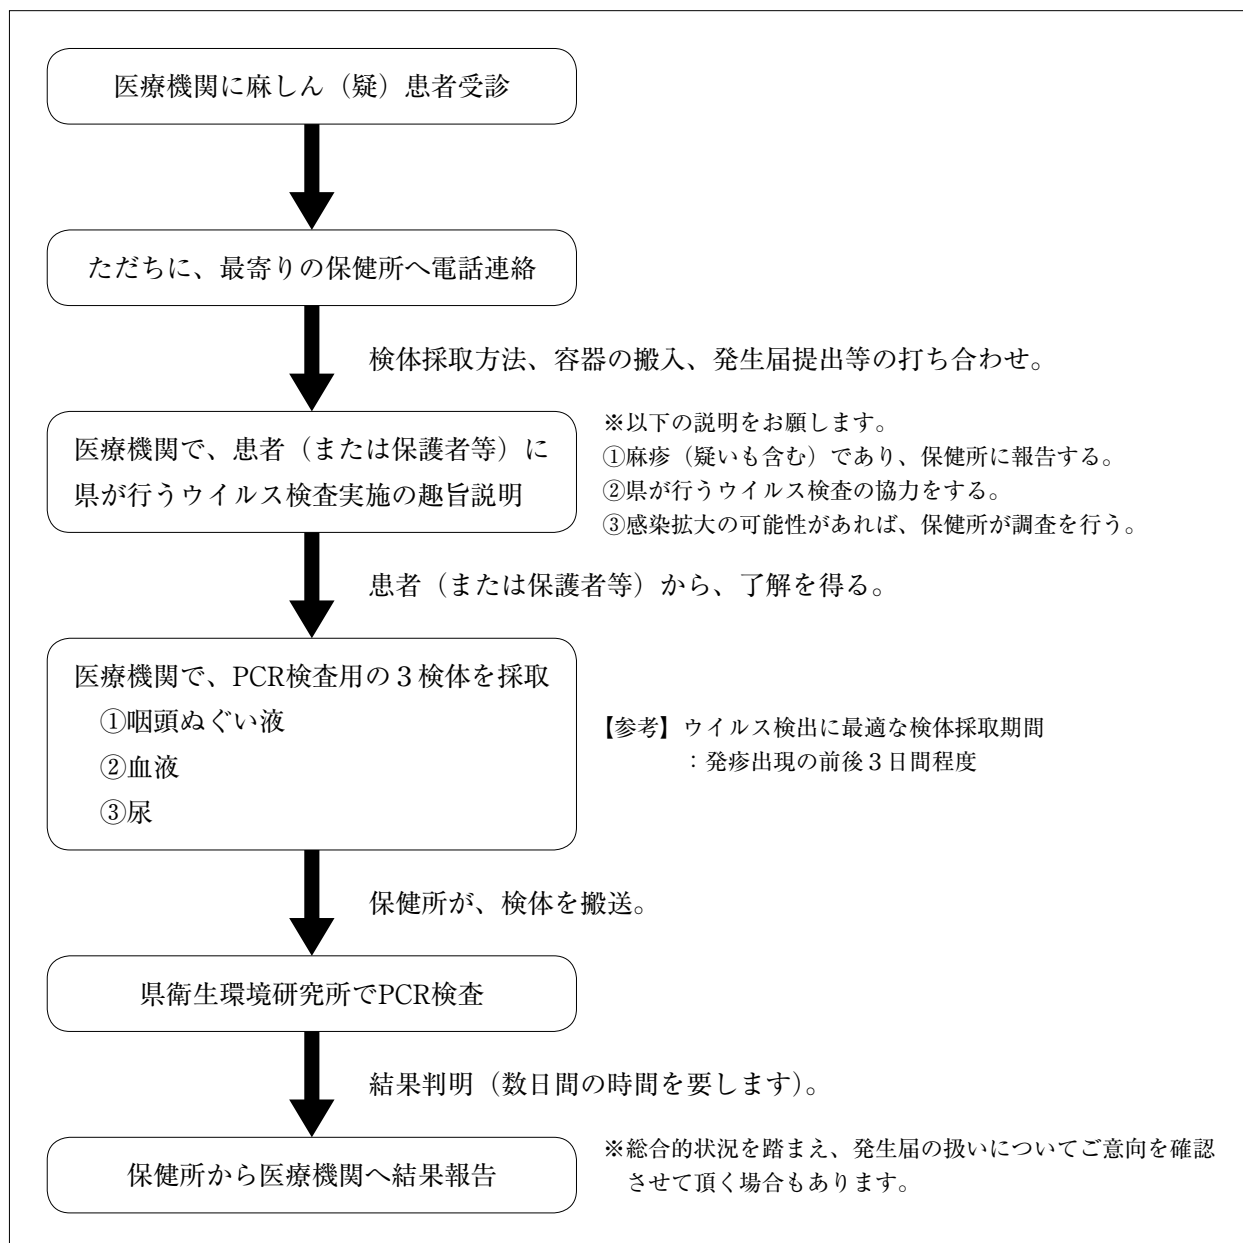 医療機関に麻しん（疑）患者受診
ただちに、最寄りの保健所へ電話連絡
検体採取方法、容器の搬入、発生届提出等の打ち合わせ。
医療機関で、患者（または保護者等）に
県が行うウイルス検査実施の趣旨説明
※以下の説明をお願します。
①麻疹（疑いも含む）であり、保健所に報告する。
②県が行うウイルス検査の協力をする。
③感染拡大の可能性があれば、保健所が調査を行う。
患者（または保護者等）から、了解を得る。
医療機関で、PCR検査用の３検体を採取
①咽頭ぬぐい液
②血液
③尿
【参考】ウイルス検出に最適な検体採取期間
：発疹出現の前後３日間程度
保健所が、検体を搬送。
県衛生環境研究所でPCR検査
結果判明（数日間の時間を要します）。
保健所から医療機関へ結果報告
※総合的状況を踏まえ、発生届の扱いについてご意向を確認
させて頂く場合もあります。